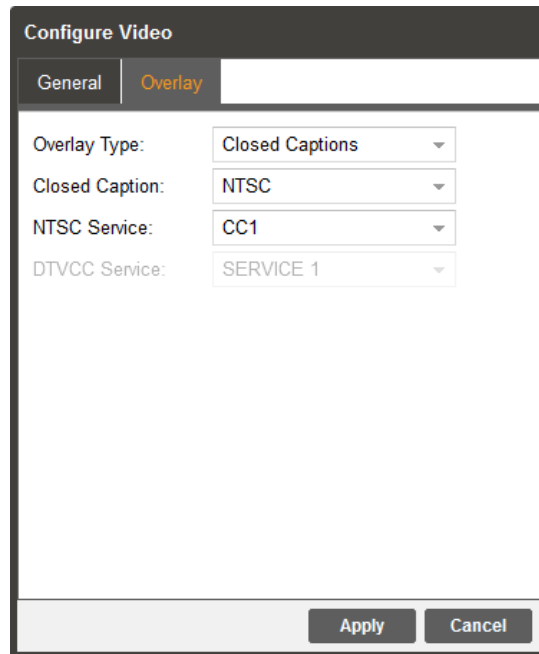 Configure Video
General Overlay
Overlay Type: Closed Captions
Closed Caption: NTSC
NTSC Service: CC1
DTVCC Service: SERVICE 1
Apply Cancel